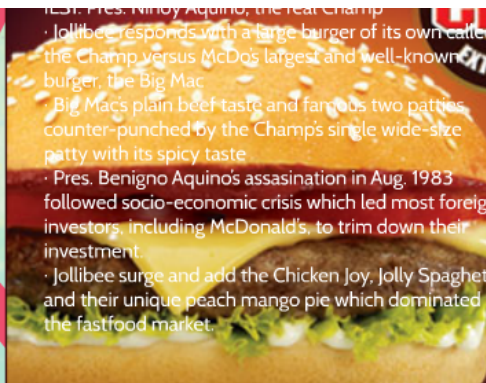 TEST: Pres. Ninoy Aquino, the real Champ
· Jollibee responds with a large burger of its own calle
the Champ versus McDo's largest and well-known
burger, the Big Mac
· Big Mac's plain beef taste and famous two patties
counter-punched by the Champ's single wide-size
patty with its spicy taste
· Pres. Benigno Aquino's assasination in Aug. 1983
followed socio-economic crisis which led most foreig
investors, including McDonald's, to trim down their
investment.
· Jollibee surge and add the Chicken Joy, Jolly Spaghet
and their unique peach mango pie which dominated
the fastfood market.